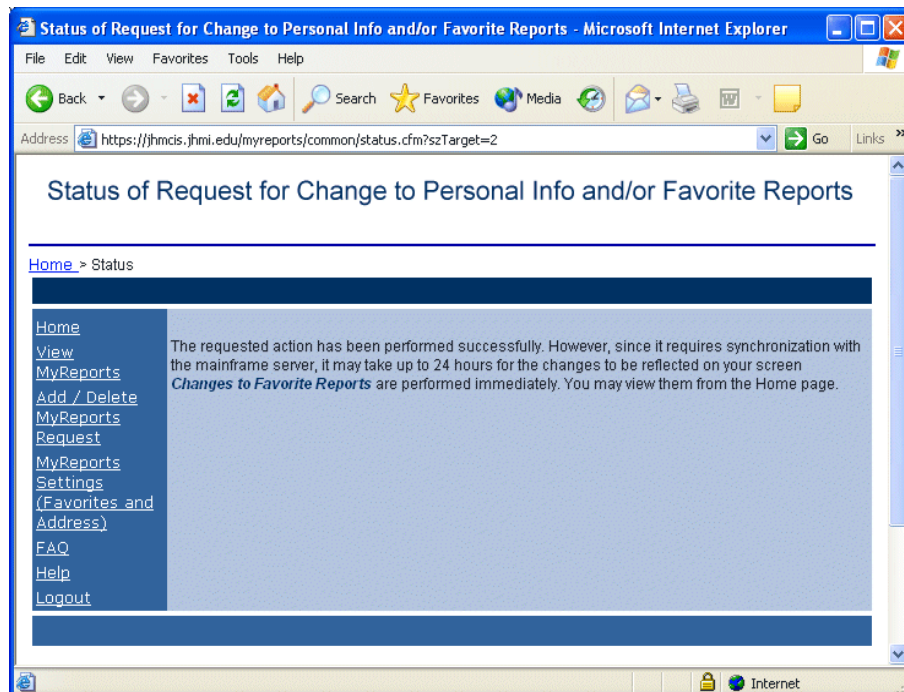 Status of Request for Change to Personal Info and/or Favorite Reports - Microsoft Internet Explorer
File Edit View Favorites Tools Help
Back Search Favorites Media
Address https://jhmcis.jhmi.edu/myreports/common/status.cfm?szTarget=2 Go Links »
Status of Request for Change to Personal Info and/or Favorite Reports
Home > Status
Home
View
MyReports
Add / Delete
MyReports
Request
MyReports
Settings
(Favorites and
Address)
FAQ
Help
Logout
The requested action has been performed successfully. However, since it requires synchronization with
the mainframe server, it may take up to 24 hours for the changes to be reflected on your screen
Changes to Favorite Reports are performed immediately. You may view them from the Home page.
Internet